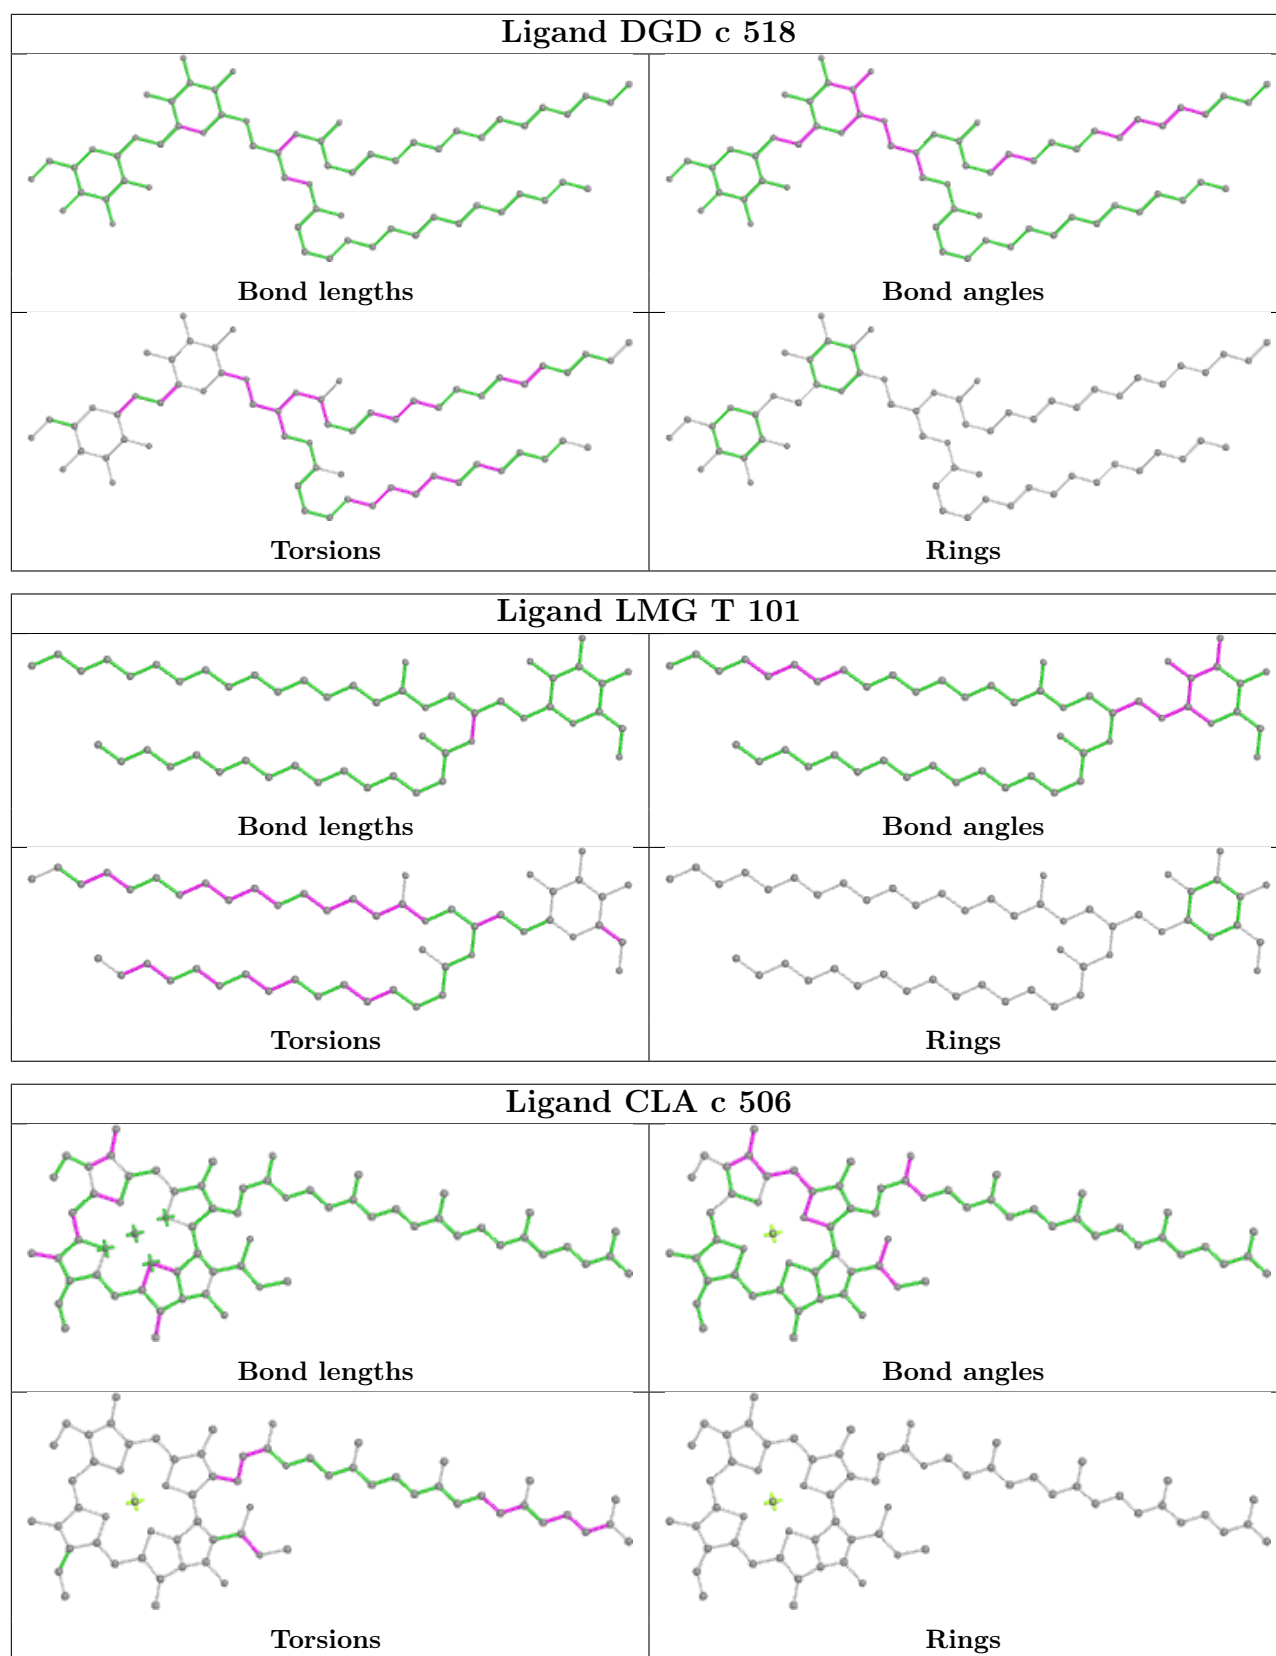 Ligand DGD c 518
Bond lengths
Bond angles
Torsions
Rings
Ligand LMG T 101
Bond lengths
Bond angles
Torsions
Rings
Ligand CLA c 506
Bond lengths
Bond angles
Torsions
Rings